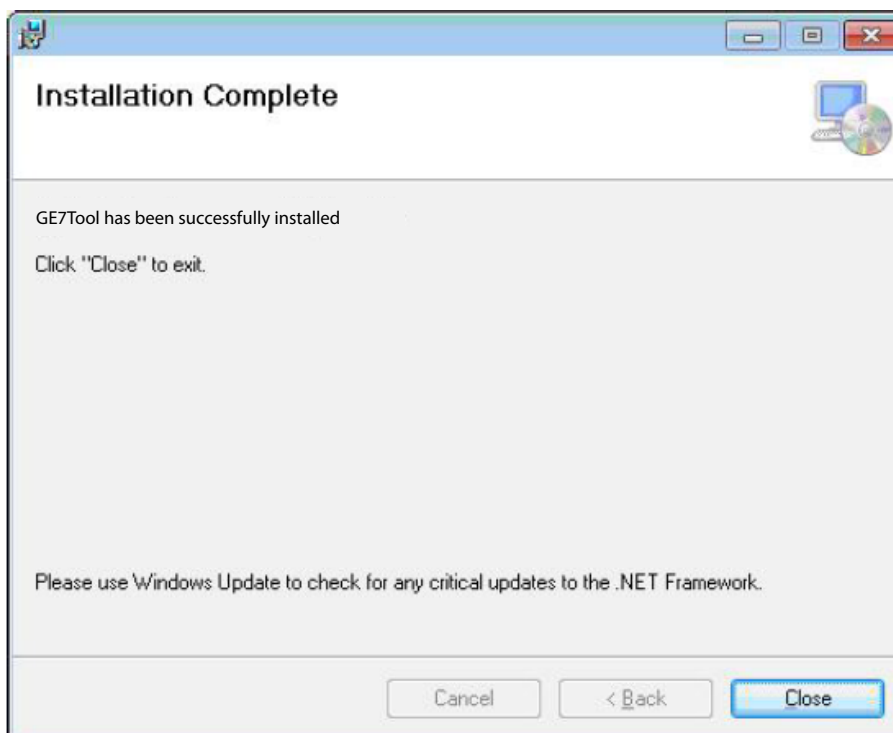 Installation Complete
GE7Tool has been successfully installed
Click "Close" to exit.
Please use Windows Update to check for any critical updates to the .NET Framework.
Cancel
< Back
Close